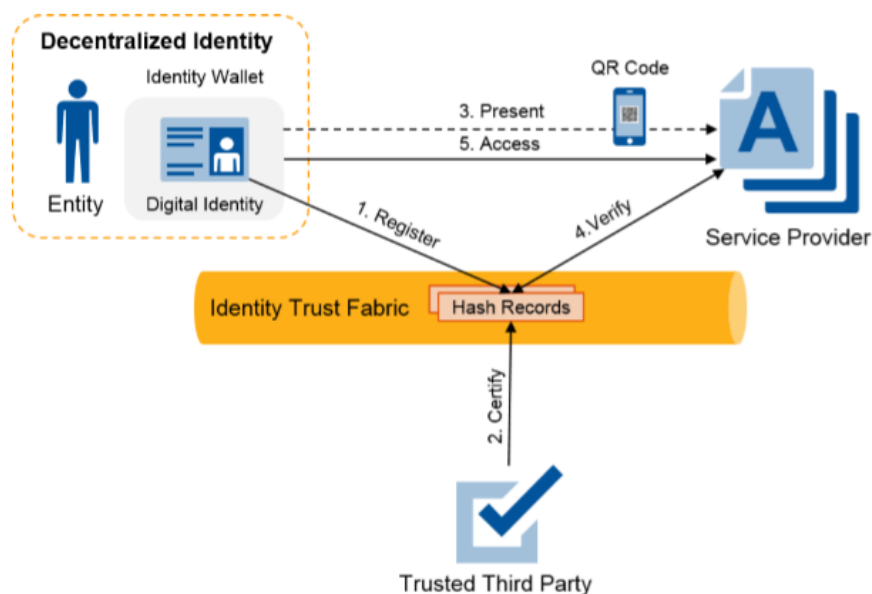 Decentralized Identity
Identity Wallet
QR Code
3. Present
5. Access
A
Entity
Digital Identity
1. Register
4.Verify
Service Provider
Identity Trust Fabric
Hash Records
2. Certify
Trusted Third Party